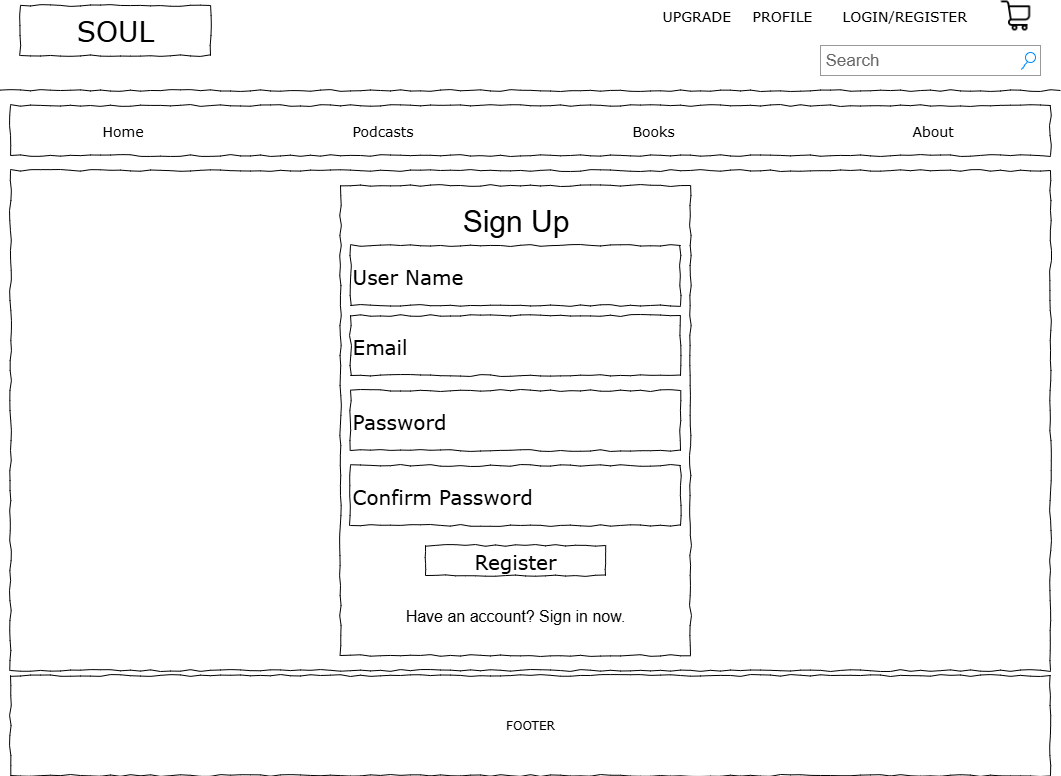 SOUL
UPGRADE PROFILE LOGIN/REGISTER
Search
Home Podcasts Books About
Sign Up
User Name
Email
Password
Confirm Password
Register
Have an account? Sign in now.
FOOTER